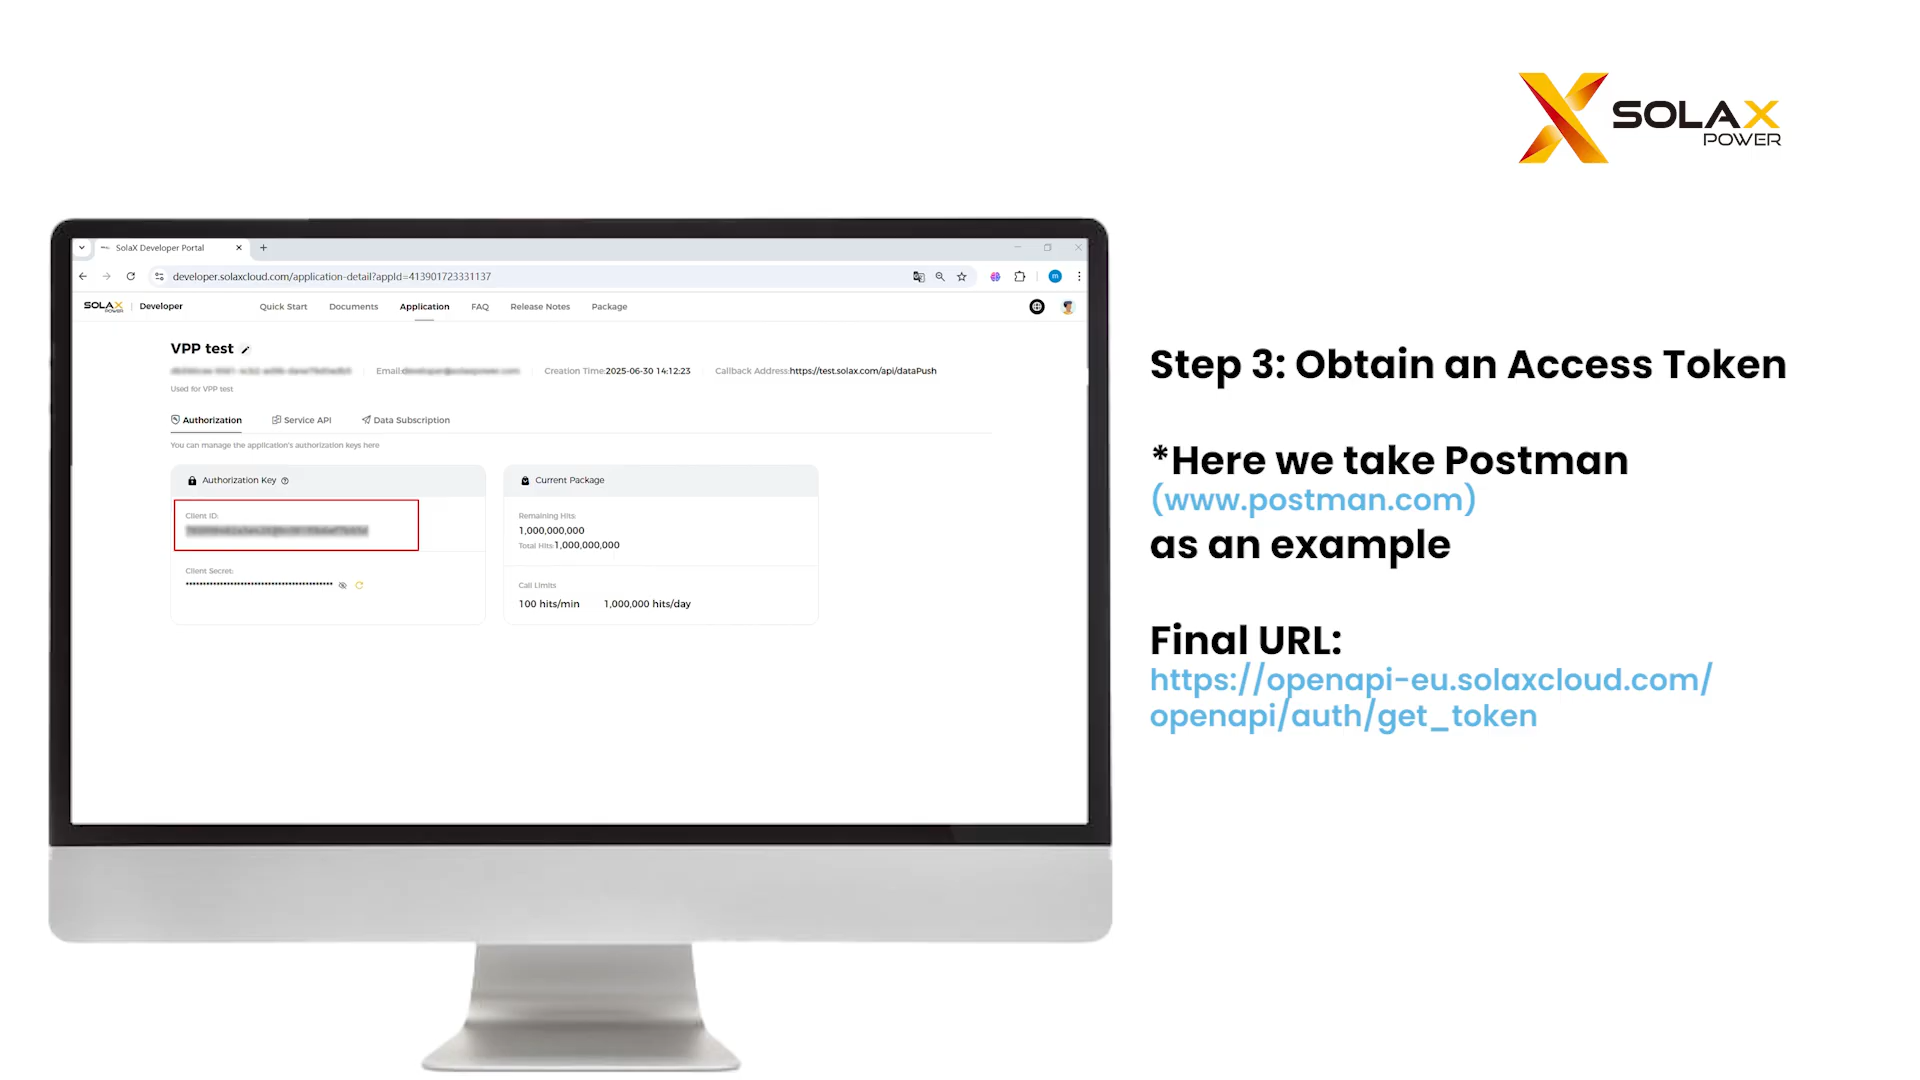 SOLAX
POWER
SolaX Developer Portal
developer.solaxcloud.com/application-detail?appId=413901723331137
m
SOLAX POWER Developer
Quick Start Documents Application FAQ Release Notes Package
VPP test
Email: Creation Time:2025-06-30 14:12:23 Callback Address:https://test.solax.com/api/dataPush
Used for VPP test
Authorization Service API Data Subscription
You can manage the application's authorization keys here
Authorization Key
Client ID:
Client Secret:
Current Package
Remaining Hits:
1,000,000,000
Total Hits:1,000,000,000
Call Limits
100 hits/min 1,000,000 hits/day
Step 3: Obtain an Access Token
*Here we take Postman
(www.postman.com)
as an example
Final URL:
https://openapi-eu.solaxcloud.com/
openapi/auth/get_token